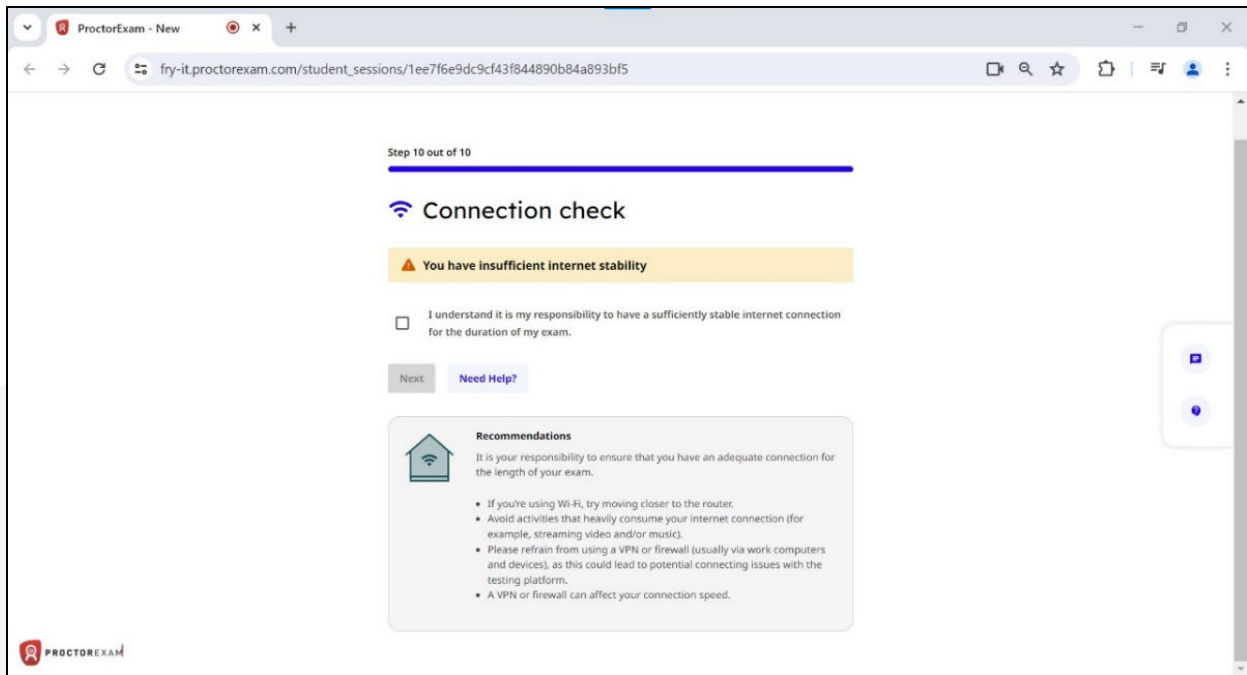 ProctorExam - New
fry-it.proctorexam.com/student_sessions/1ee7f6e9dc9cf43f844890b84a893bf5
Step 10 out of 10
Connection check
You have insufficient internet stability
I understand it is my responsibility to have a sufficiently stable internet connection
for the duration of my exam.
Next
Need Help?
Recommendations
It is your responsibility to ensure that you have an adequate connection for
the length of your exam.
• If you're using Wi-Fi, try moving closer to the router.
• Avoid activities that heavily consume your internet connection (for
example, streaming video and/or music).
• Please refrain from using a VPN or firewall (usually via work computers
and devices), as this could lead to potential connecting issues with the
testing platform.
• A VPN or firewall can affect your connection speed.
PROCTOREXAM